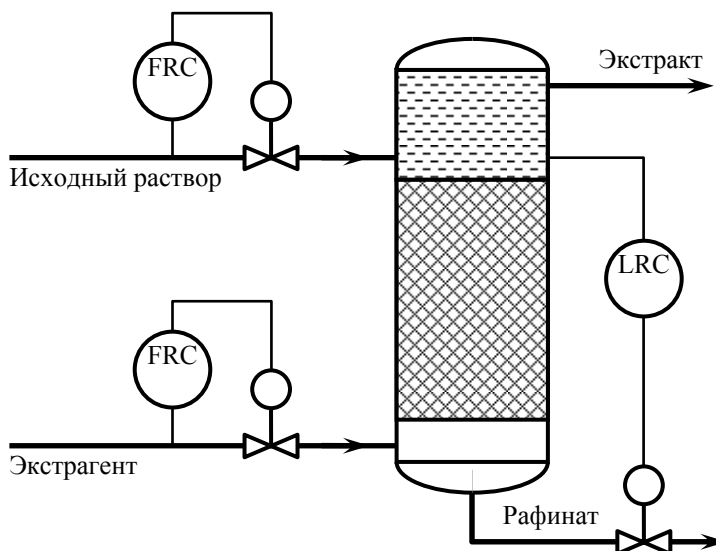 FRC
Экстракт
Исходный раствор
LRC
FRC
Экстрагент
Рафинат